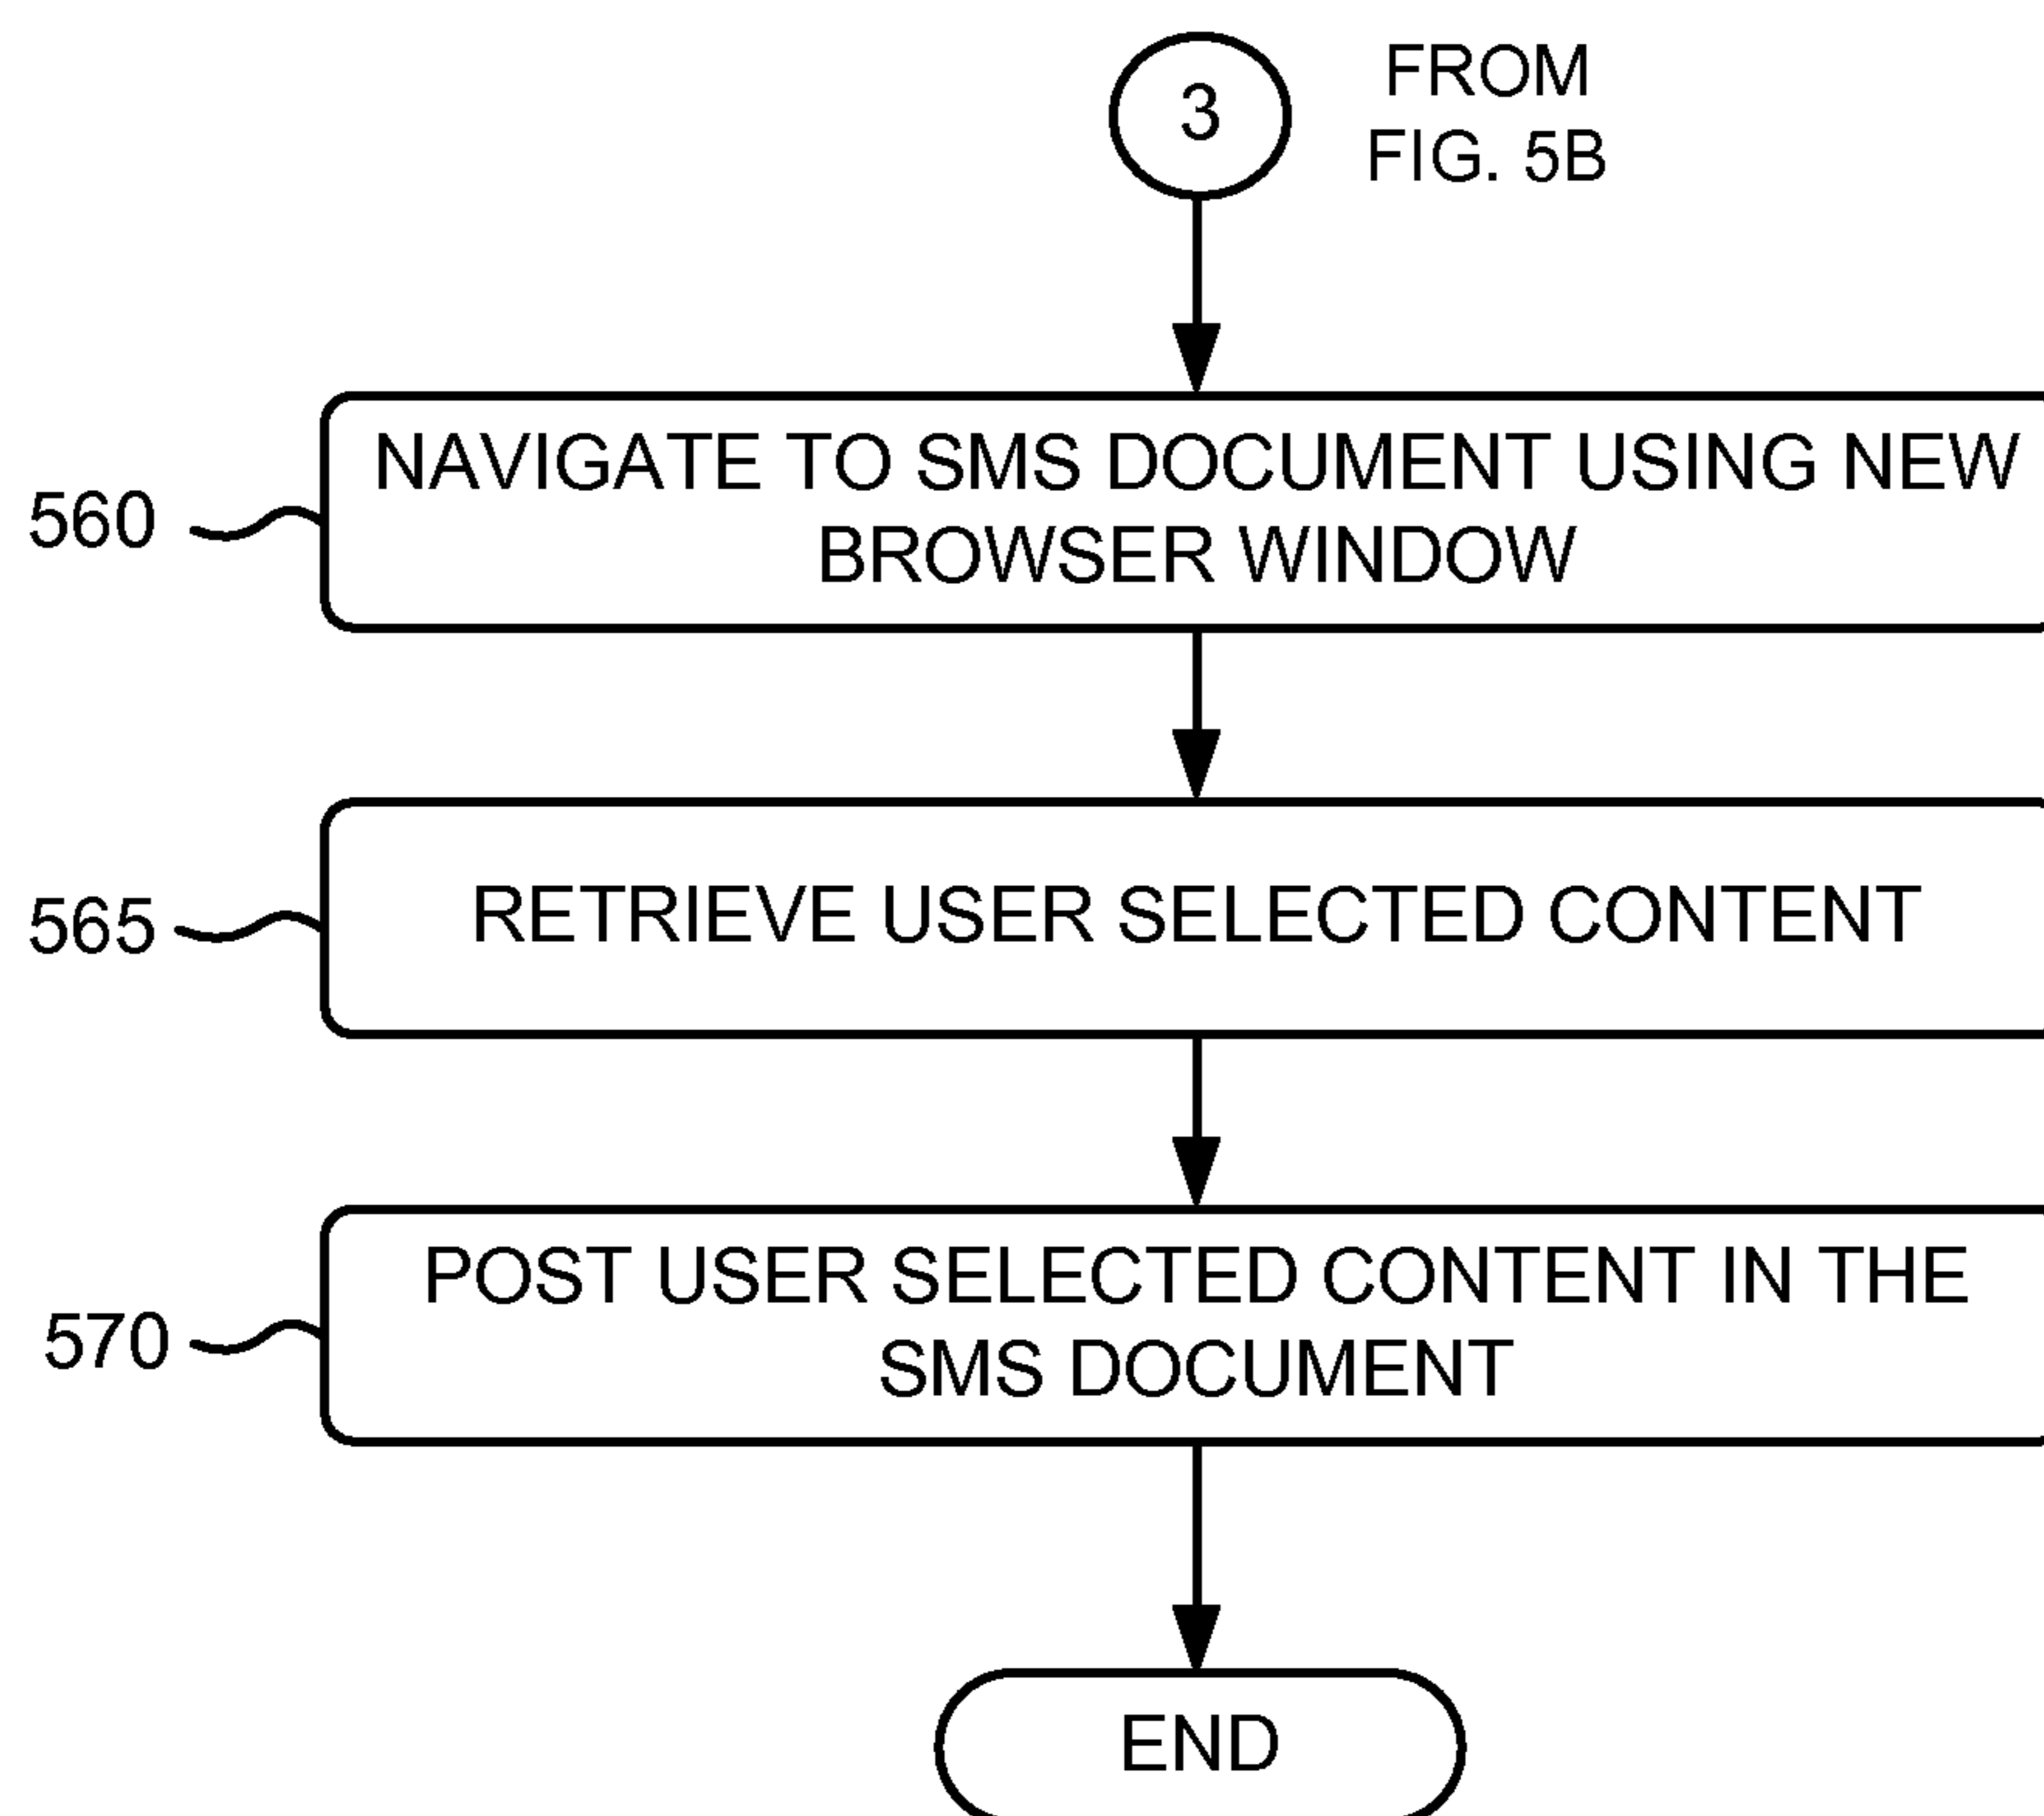 3
FROM
FIG. 5B
NAVIGATE TO SMS DOCUMENT USING NEW
BROWSER WINDOW
560
RETRIEVE USER SELECTED CONTENT
565
POST USER SELECTED CONTENT IN THE
SMS DOCUMENT
570
END